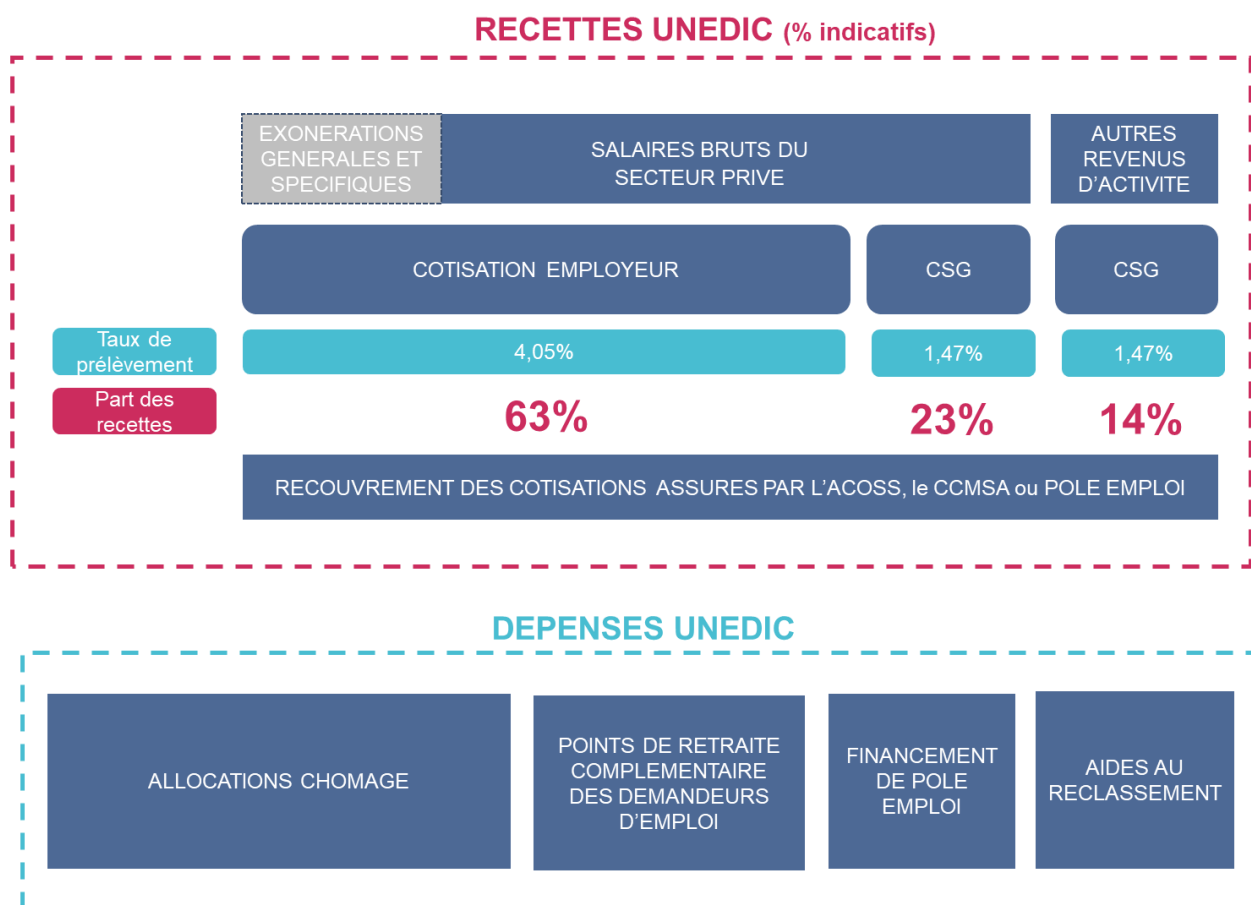 RECETTES UNEDIC (% indicatifs)
EXONERATIONS
GENERALES ET
SPECIFIQUES
SALAIRES BRUTS DU
SECTEUR PRIVE
AUTRES
REVENUS
D'ACTIVITE
COTISATION EMPLOYEUR
CSG
CSG
Taux de
prélèvement
4,05%
1,47%
1,47%
Part des
recettes
63%
23%
14%
RECOUVREMENT DES COTISATIONS ASSURES PAR L'ACOSS, le CCMSA ou POLE EMPLOI
DEPENSES UNEDIC
ALLOCATIONS CHOMAGE
POINTS DE RETRAITE
COMPLEMENTAIRE
DES DEMANDEURS
D'EMPLOI
FINANCEMENT
DE POLE
EMPLOI
AIDES AU
RECLASSEMENT